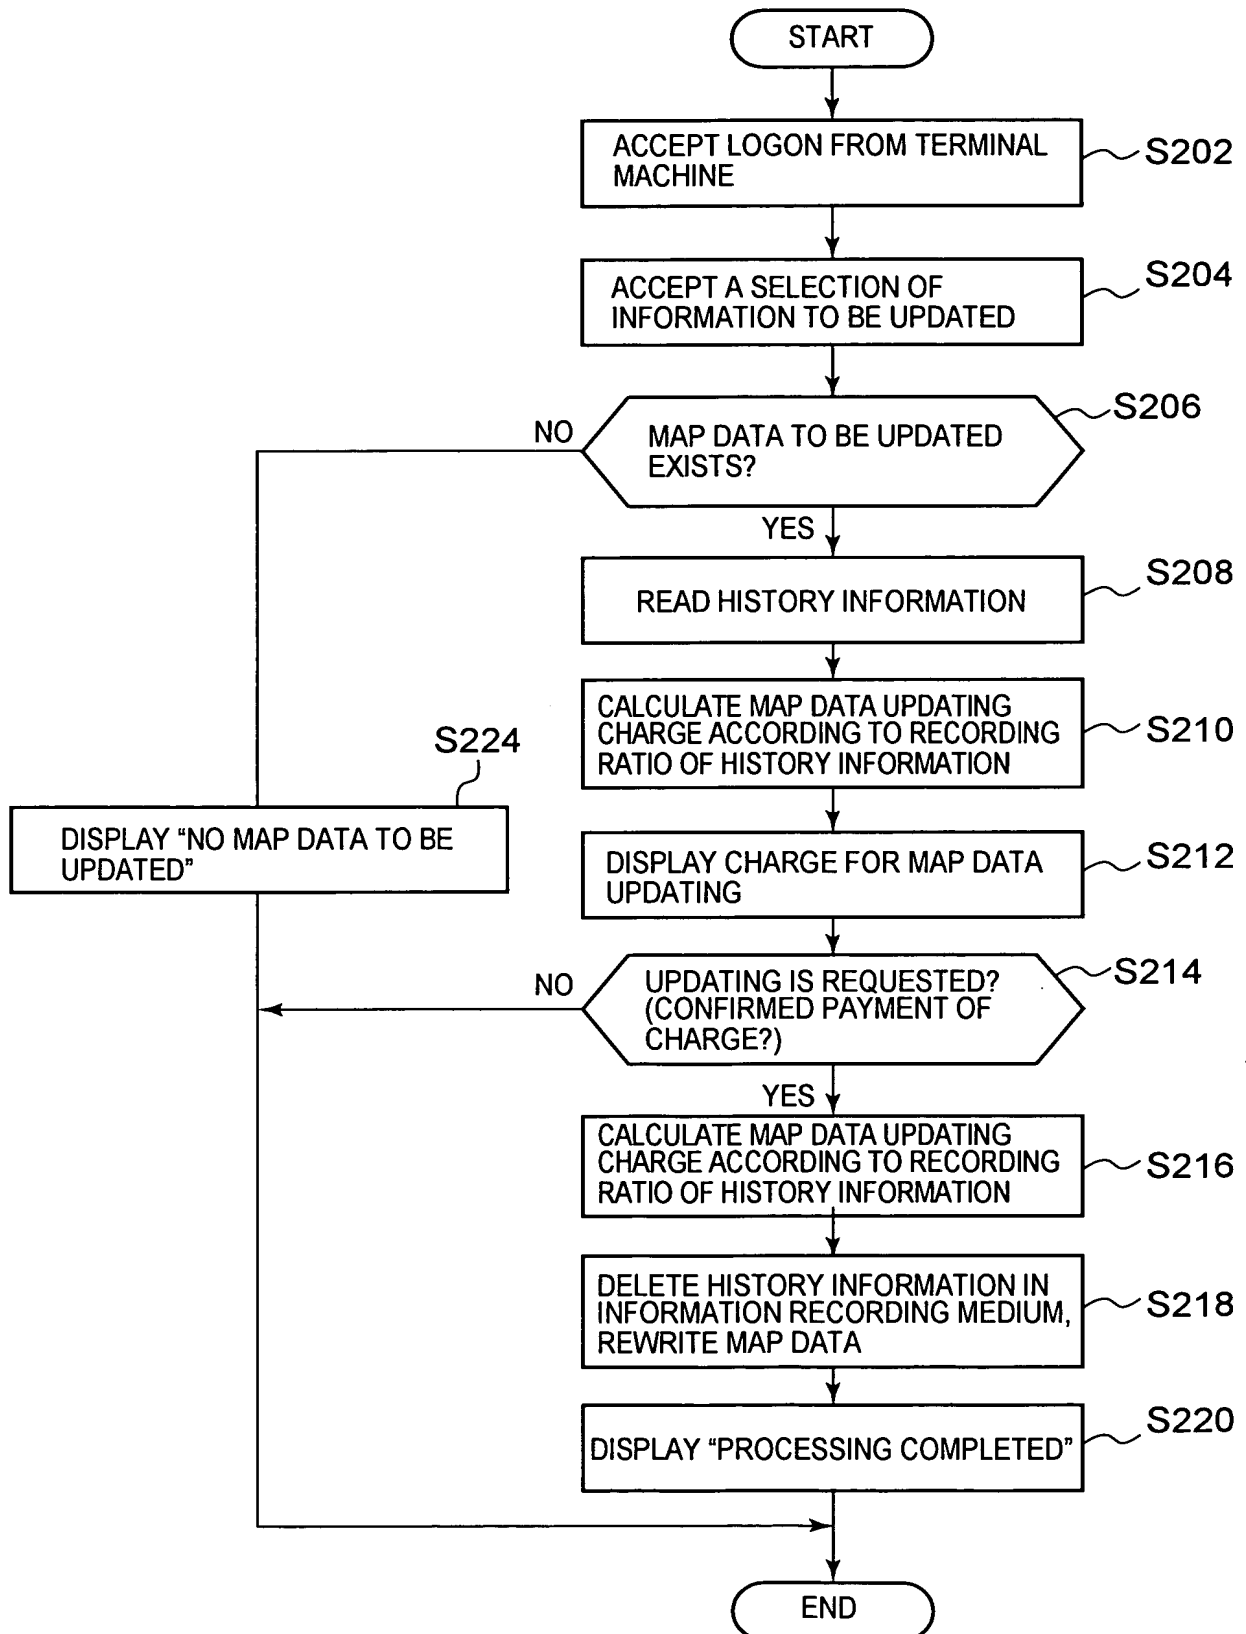 START
ACCEPT LOGON FROM TERMINAL
MACHINE
S202
ACCEPT A SELECTION OF
INFORMATION TO BE UPDATED
S204
MAP DATA TO BE UPDATED
EXISTS?
S206
NO
YES
READ HISTORY INFORMATION
S208
CALCULATE MAP DATA UPDATING
CHARGE ACCORDING TO RECORDING
RATIO OF HISTORY INFORMATION
S210
S224
DISPLAY “NO MAP DATA TO BE
UPDATED”
DISPLAY CHARGE FOR MAP DATA
UPDATING
S212
UPDATING IS REQUESTED?
(CONFIRMED PAYMENT OF
CHARGE?)
S214
NO
YES
CALCULATE MAP DATA UPDATING
CHARGE ACCORDING TO RECORDING
RATIO OF HISTORY INFORMATION
S216
DELETE HISTORY INFORMATION IN
INFORMATION RECORDING MEDIUM,
REWRITE MAP DATA
S218
DISPLAY “PROCESSING COMPLETED”
S220
END